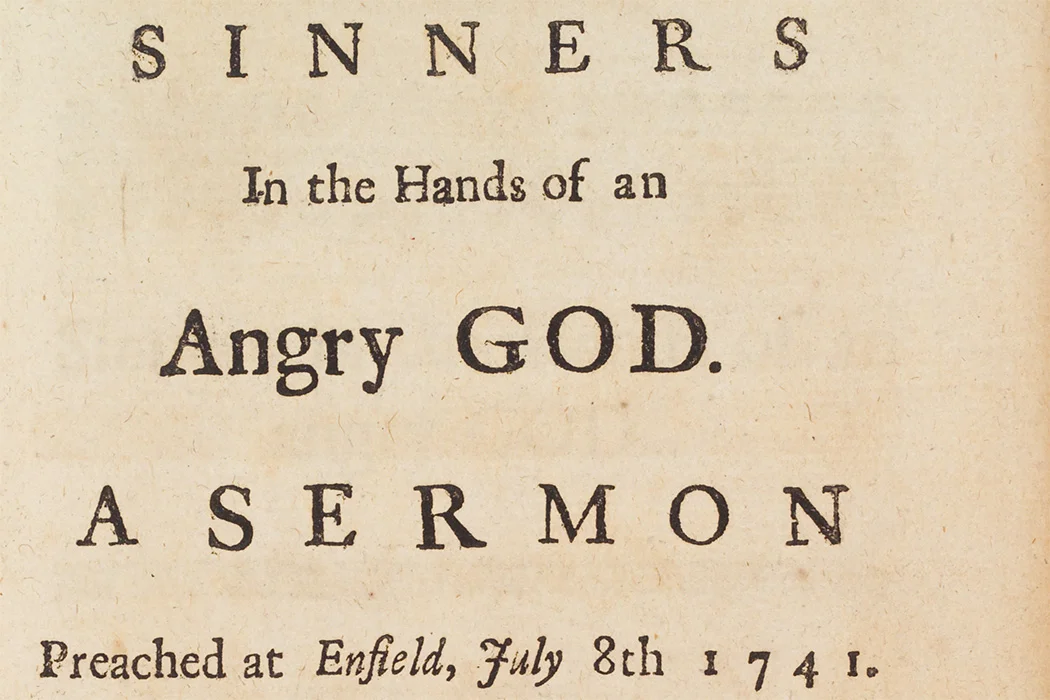 SINNERS
In the Hands of an
Angry GOD.
A SERMON
Preached at Enfield, July 8th 1741.